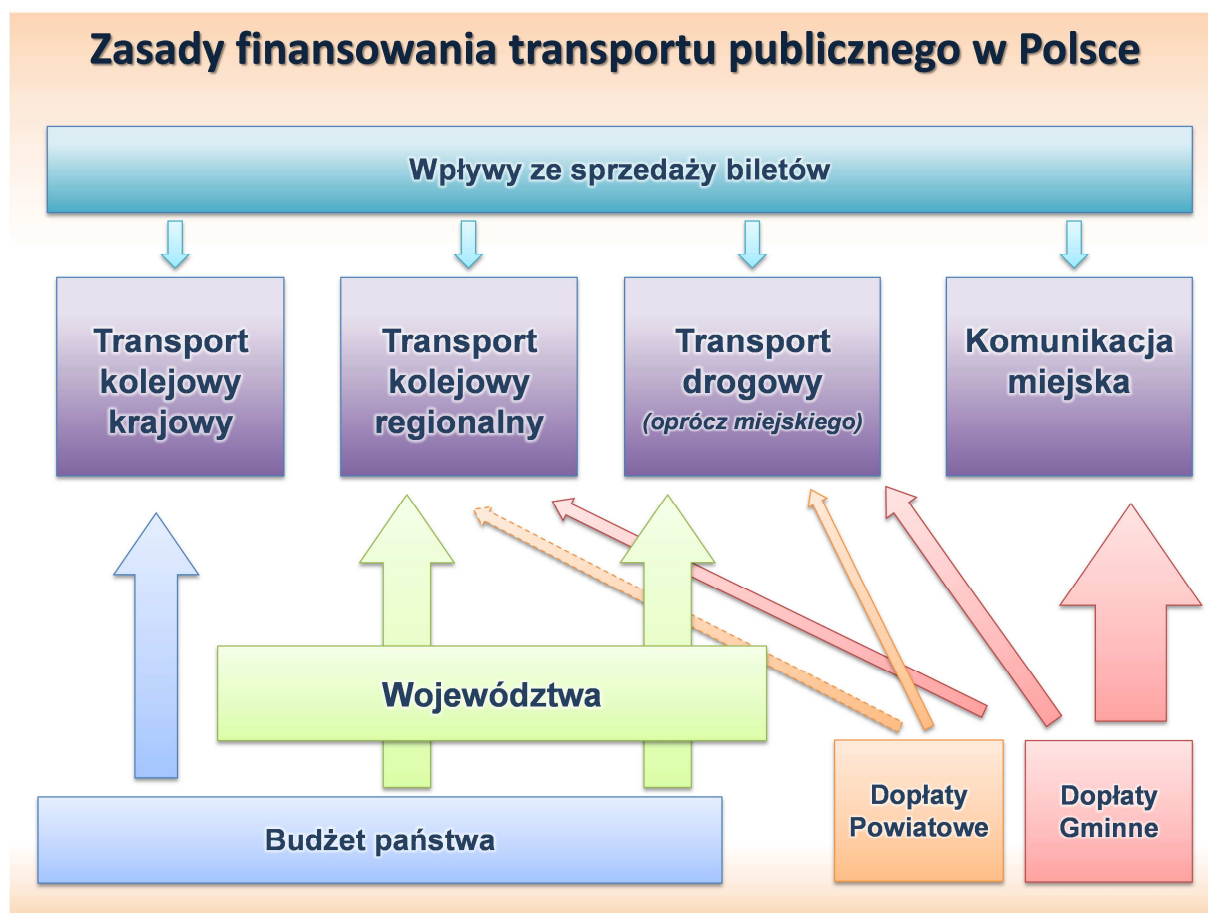 Zasady finansowania transportu publicznego w Polsce
Wpływy ze sprzedaży biletów
Transport
kolejowy
krajowy
Transport
kolejowy
regionalny
Transport
drogowy
(oprócz miejskiego)
Komunikacja
miejska
Województwa
Dopłaty
Powiatowe
Dopłaty
Gminne
Budżet państwa